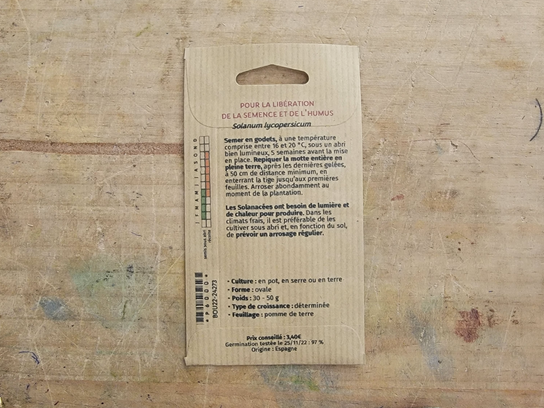 POUR LA LIBÉRATION
DE LA SEMENCE ET DE L'HUMUS
Solanum lycopersicum
Semer en godets, à une température
comprise entre 16 et 20 °C, sous un abri
bien lumineux, 5 semaines avant la mise
en place. Repiquer la motte entière en
pleine terre, après les dernières gelées,
à 50 cm de distance minimum, en
enterrant la tige jusqu'aux premières
feuilles. Arroser abondamment au
moment de la plantation.
Les Solanacées ont besoin de lumière et
de chaleur pour produire. Dans les
climats frais, il est préférable de les
cultiver sous abri et, en fonction du sol,
de prévoir un arrosage régulier.
• Culture : en pot, en serre ou en terre
• Forme : ovale
• Poids : 30 - 50 g
• Type de croissance : déterminée
• Feuillage : pomme de terre
Prix conseillé : 3,40€
Germination testée le 25/11/22 : 97 %
Origine : Espagne
J F M A M J J A S O N D
BOU22-24273